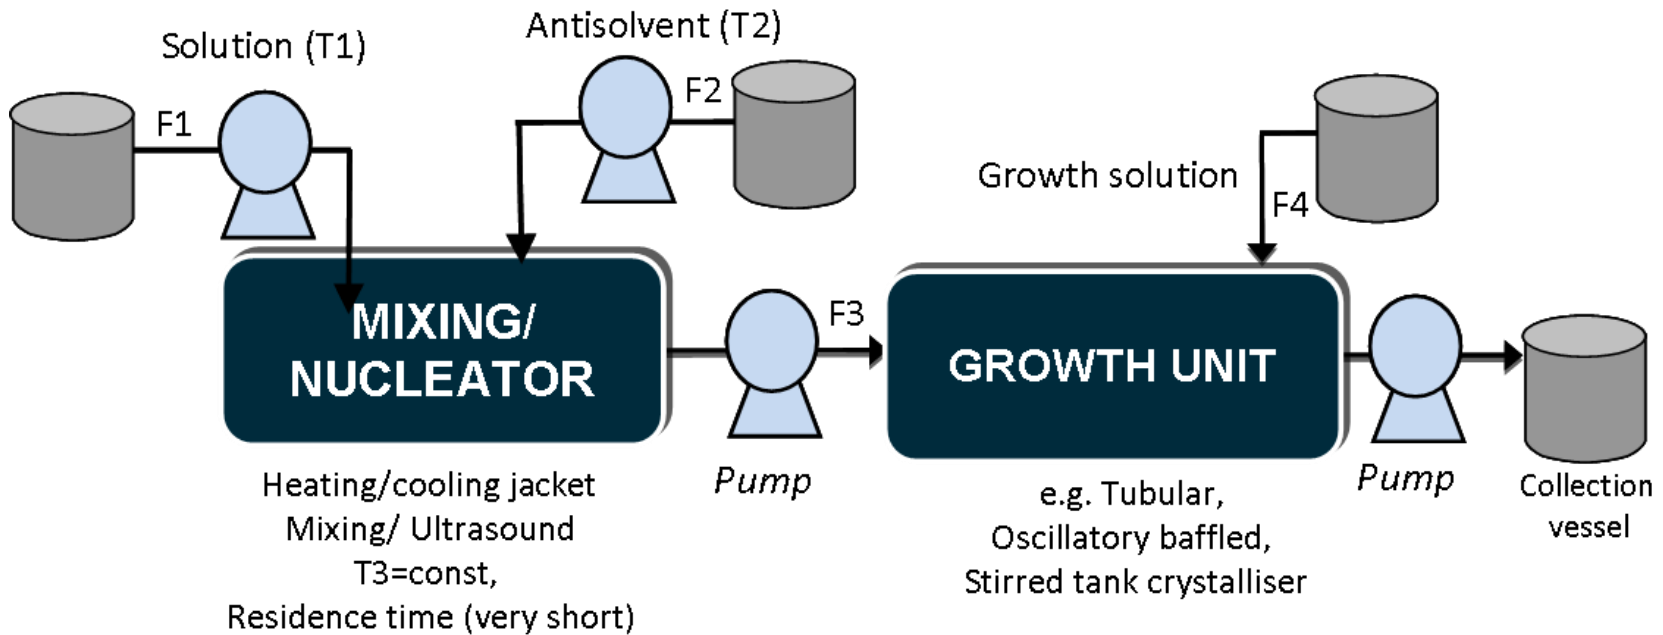 Solution (T1)
Antisolvent (T2)
F1
F2
Growth solution
F4
MIXING/
NUCLEATOR
F3
GROWTH UNIT
Heating/cooling jacket
Mixing/ Ultrasound
T3=const,
Residence time (very short)
Pump
e.g. Tubular,
Oscillatory baffled,
Stirred tank crystalliser
Pump
Collection
vessel